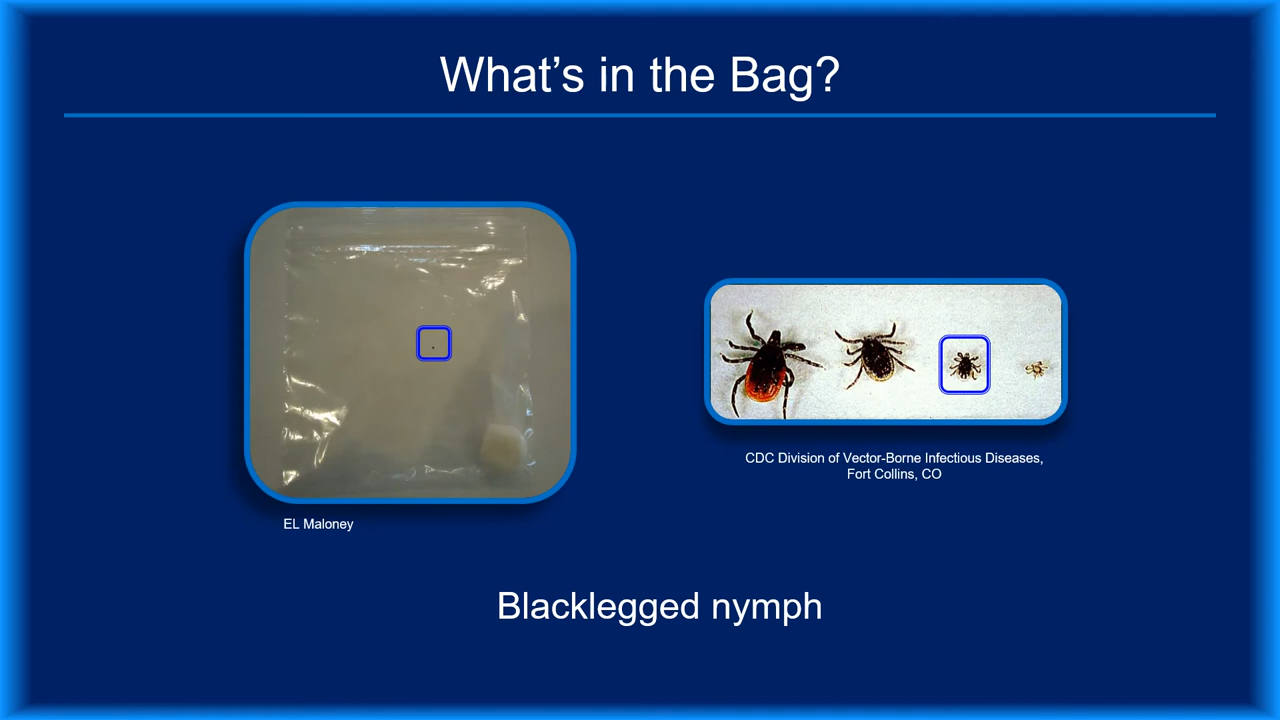 What’s in the Bag?
EL Maloney
CDC Division of Vector-Borne Infectious Diseases,
Fort Collins, CO
Blacklegged nymph